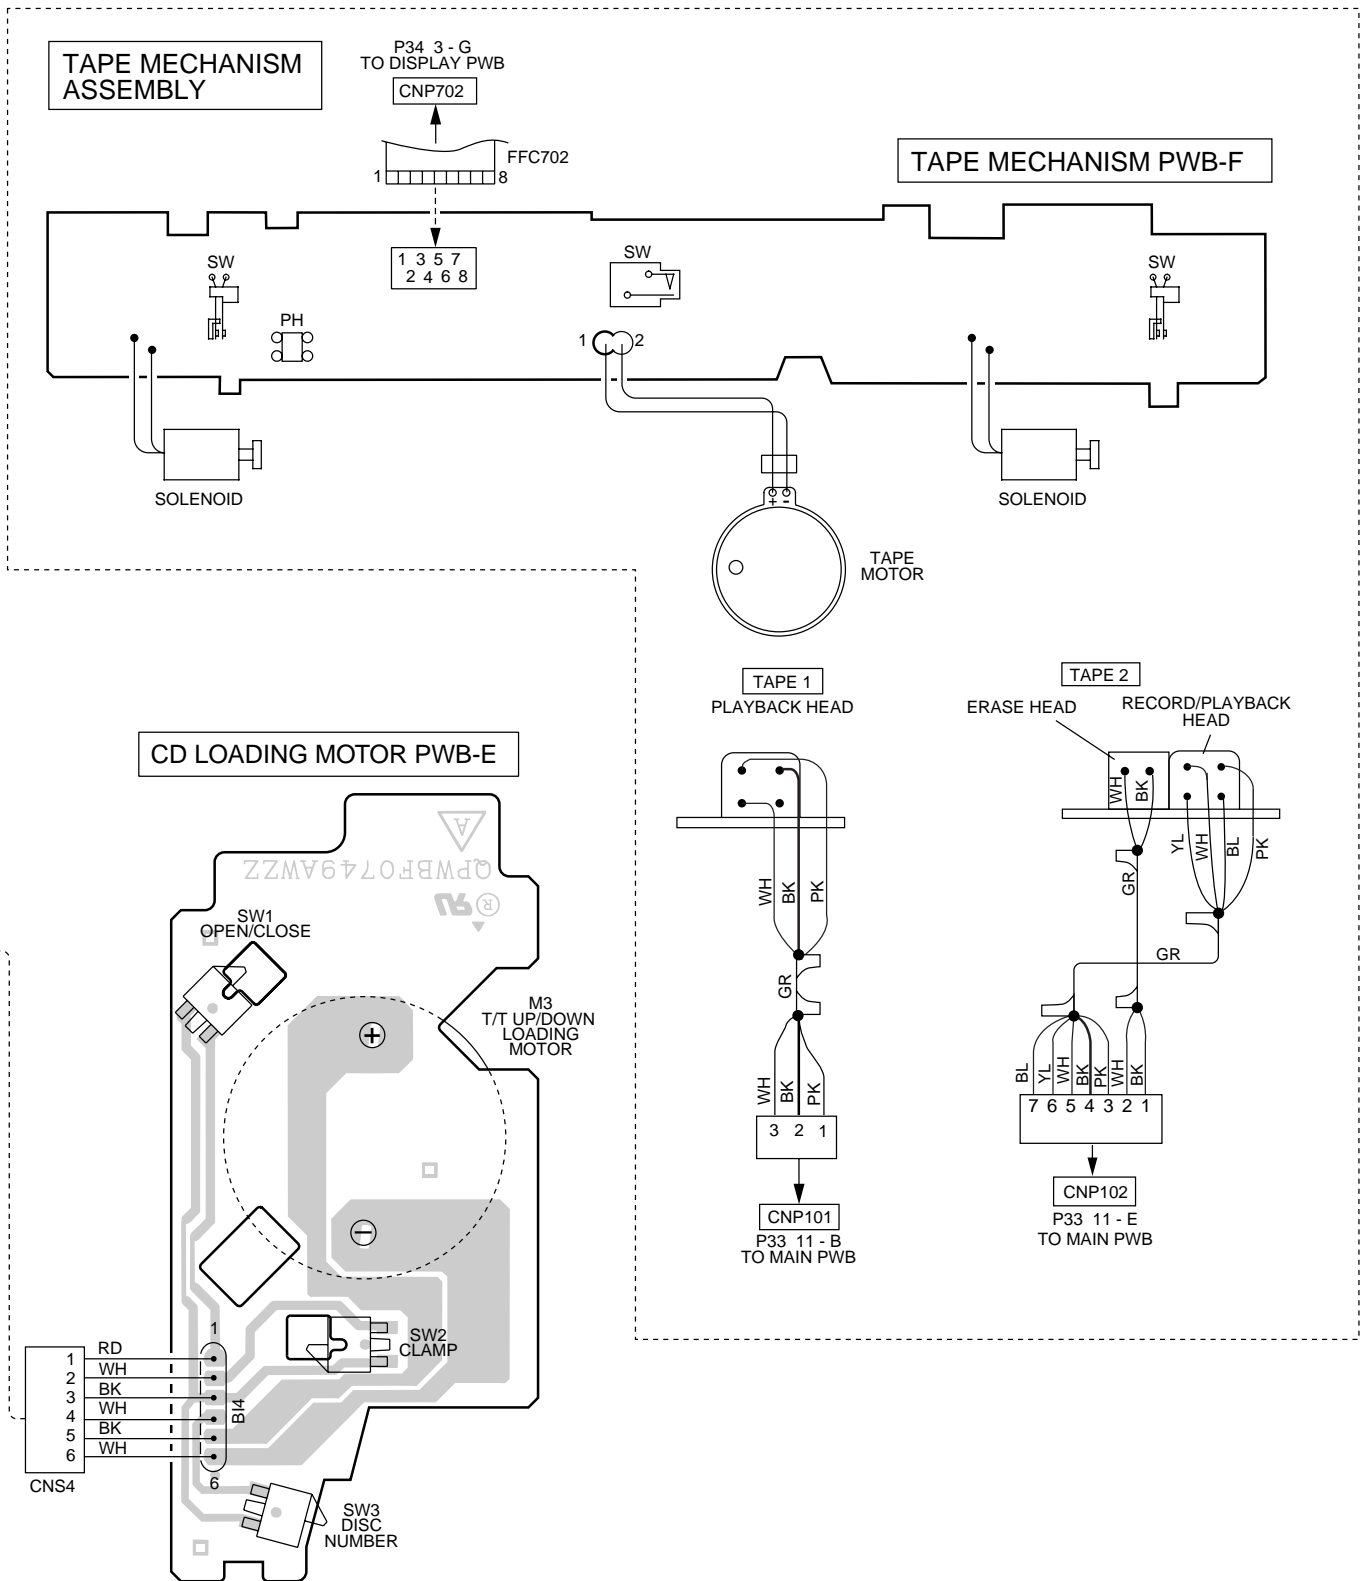 TAPE MECHANISM
ASSEMBLY
P34 3 - G
TO DISPLAY PWB
CNP702
FFC702
1 8
TAPE MECHANISM PWB-F
1 3 5 7
2 4 6 8
SW
SW
SW
PH
1 2
SOLENOID
SOLENOID
+ -
TAPE
MOTOR
TAPE 1
PLAYBACK HEAD
TAPE 2
ERASE HEAD
RECORD/PLAYBACK
HEAD
WH BK
YL WH BL PK
GR
GR
WH BK PK
GR
WH BK PK
3 2 1
CNP101
P33 11 - B
TO MAIN PWB
BL YL WH BK PK WH BK
7 6 5 4 3 2 1
CNP102
P33 11 - E
TO MAIN PWB
CD LOADING MOTOR PWB-E
A
QPWBF0749AWZZ
R
SW1
OPEN/CLOSE
M3
T/T UP/DOWN
LOADING
MOTOR
+
-
SW2
CLAMP
1
BI4
6
1 RD
2 WH
3 BK
4 WH
5 BK
6 WH
CNS4
SW3
DISC
NUMBER